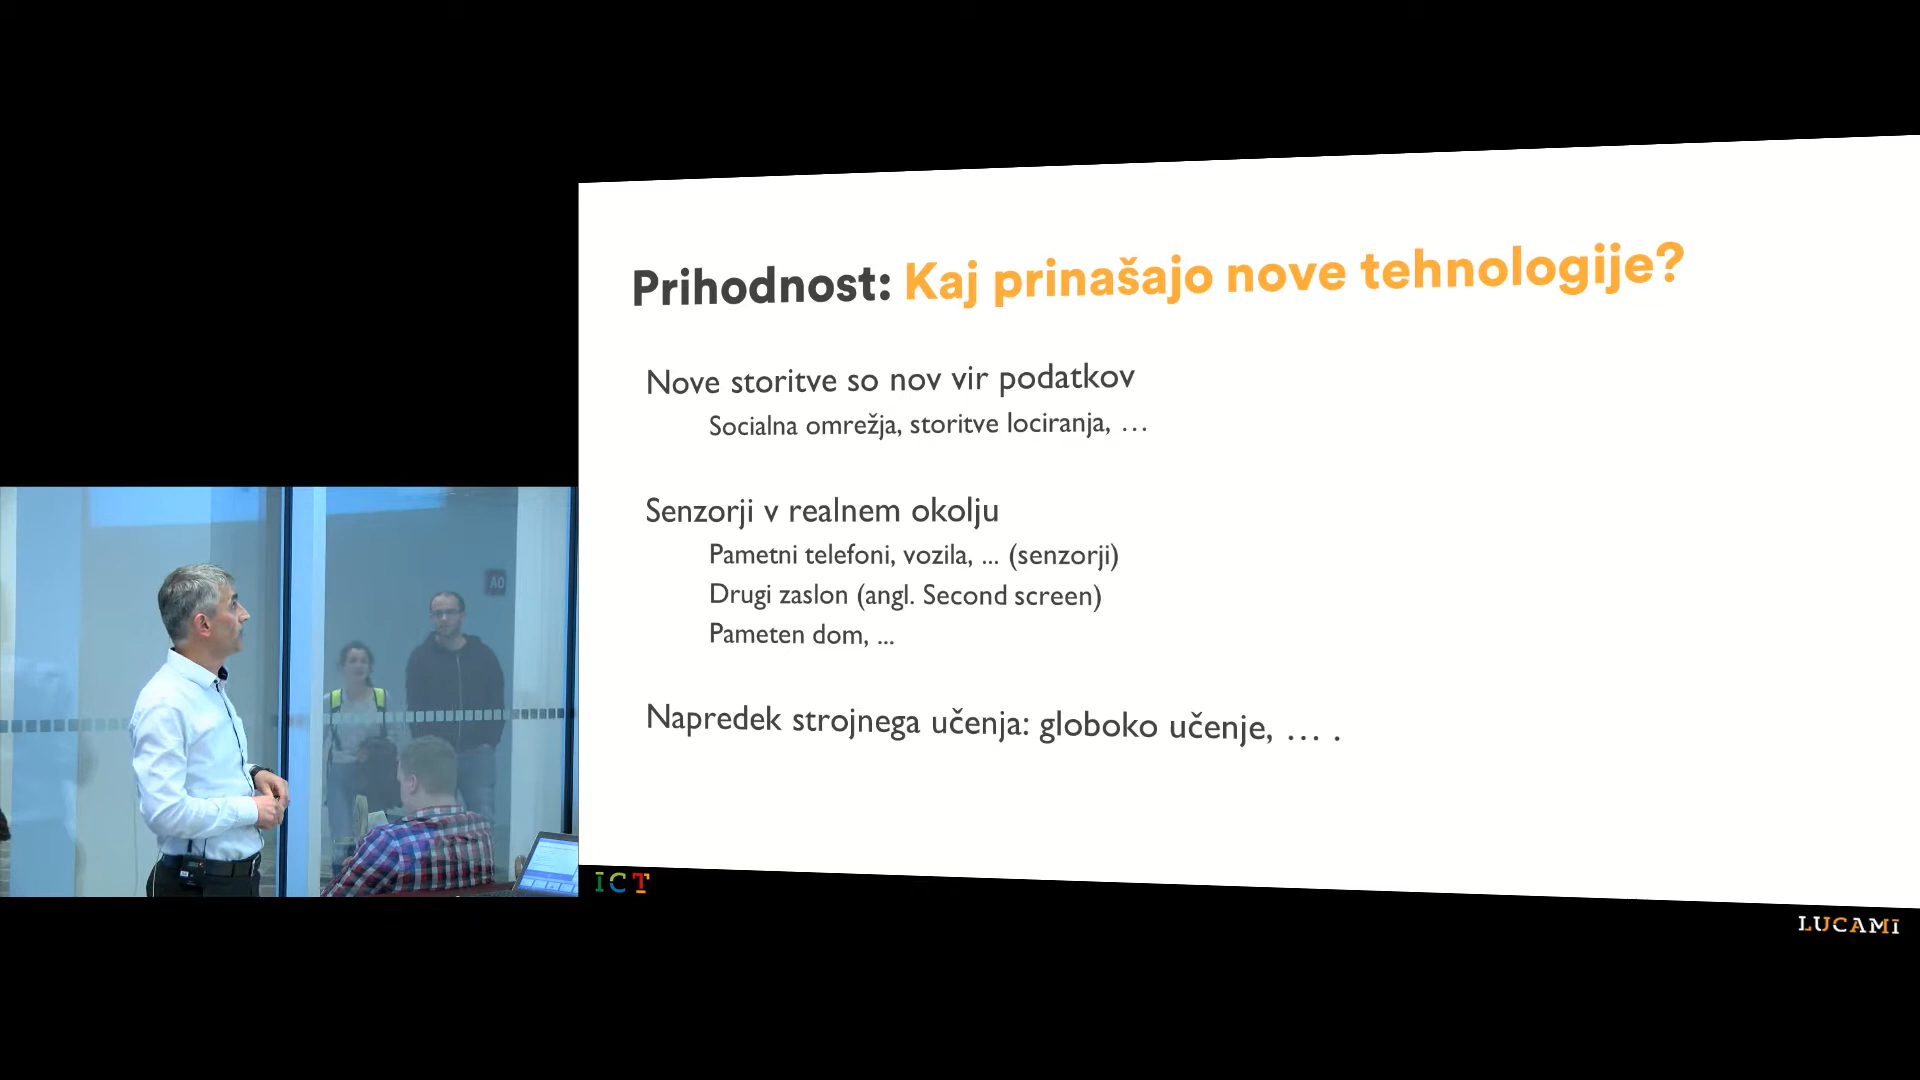 Prihodnost: Kaj prinašajo nove tehnologije?
Nove storitve so nov vir podatkov
Socialna omrežja, storitve lociranja, …
Senzorji v realnem okolju
Pametni telefoni, vozila, ... (senzorji)
Drugi zaslon (angl. Second screen)
Pameten dom, ...
Napredek strojnega učenja: globoko učenje, … .
AO
ICT
LUCAMI